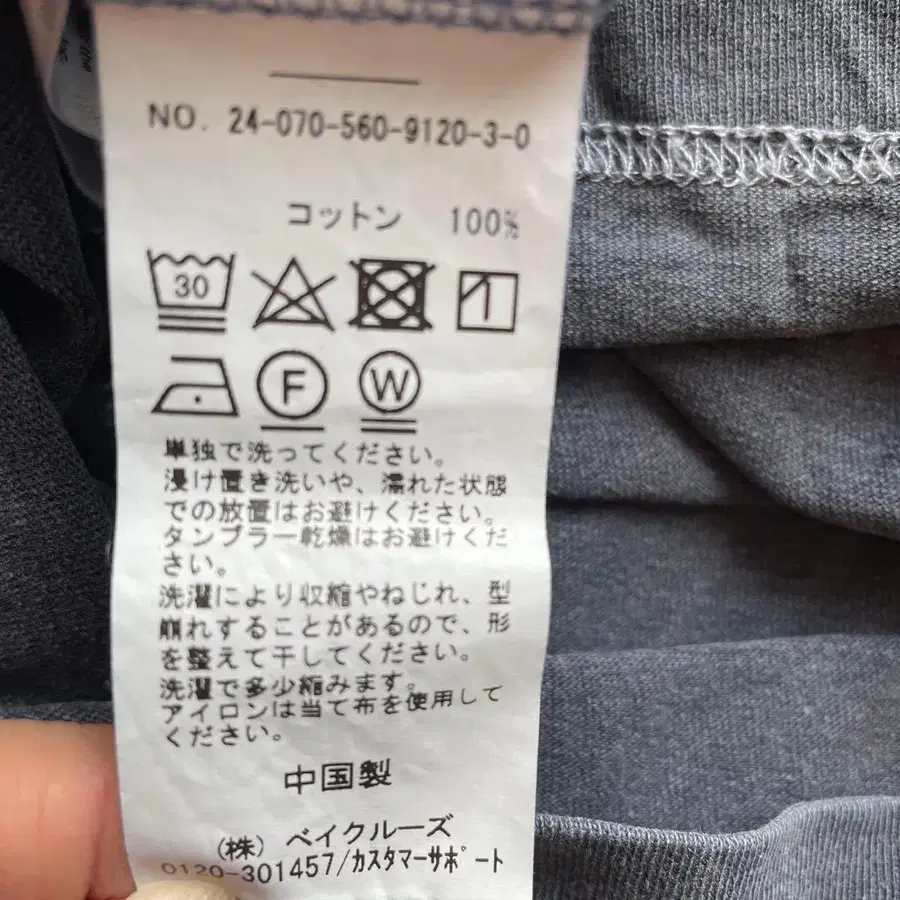 NO. 24-070-560-9120-3-0
コットン 100%
30
F W
単独で洗ってください。
浸け置き洗いや、濡れた状態
での放置はお避けください。
タンブラー乾燥はお避けくだ
さい。
洗濯により収縮やねじれ、型
崩れすることがあるので、形
を整えて干してください。
洗濯で多少縮みます。
アイロンは当て布を使用して
ください。
中国製
(株) ベイクルーズ
0120-301457/カスタマーサポート